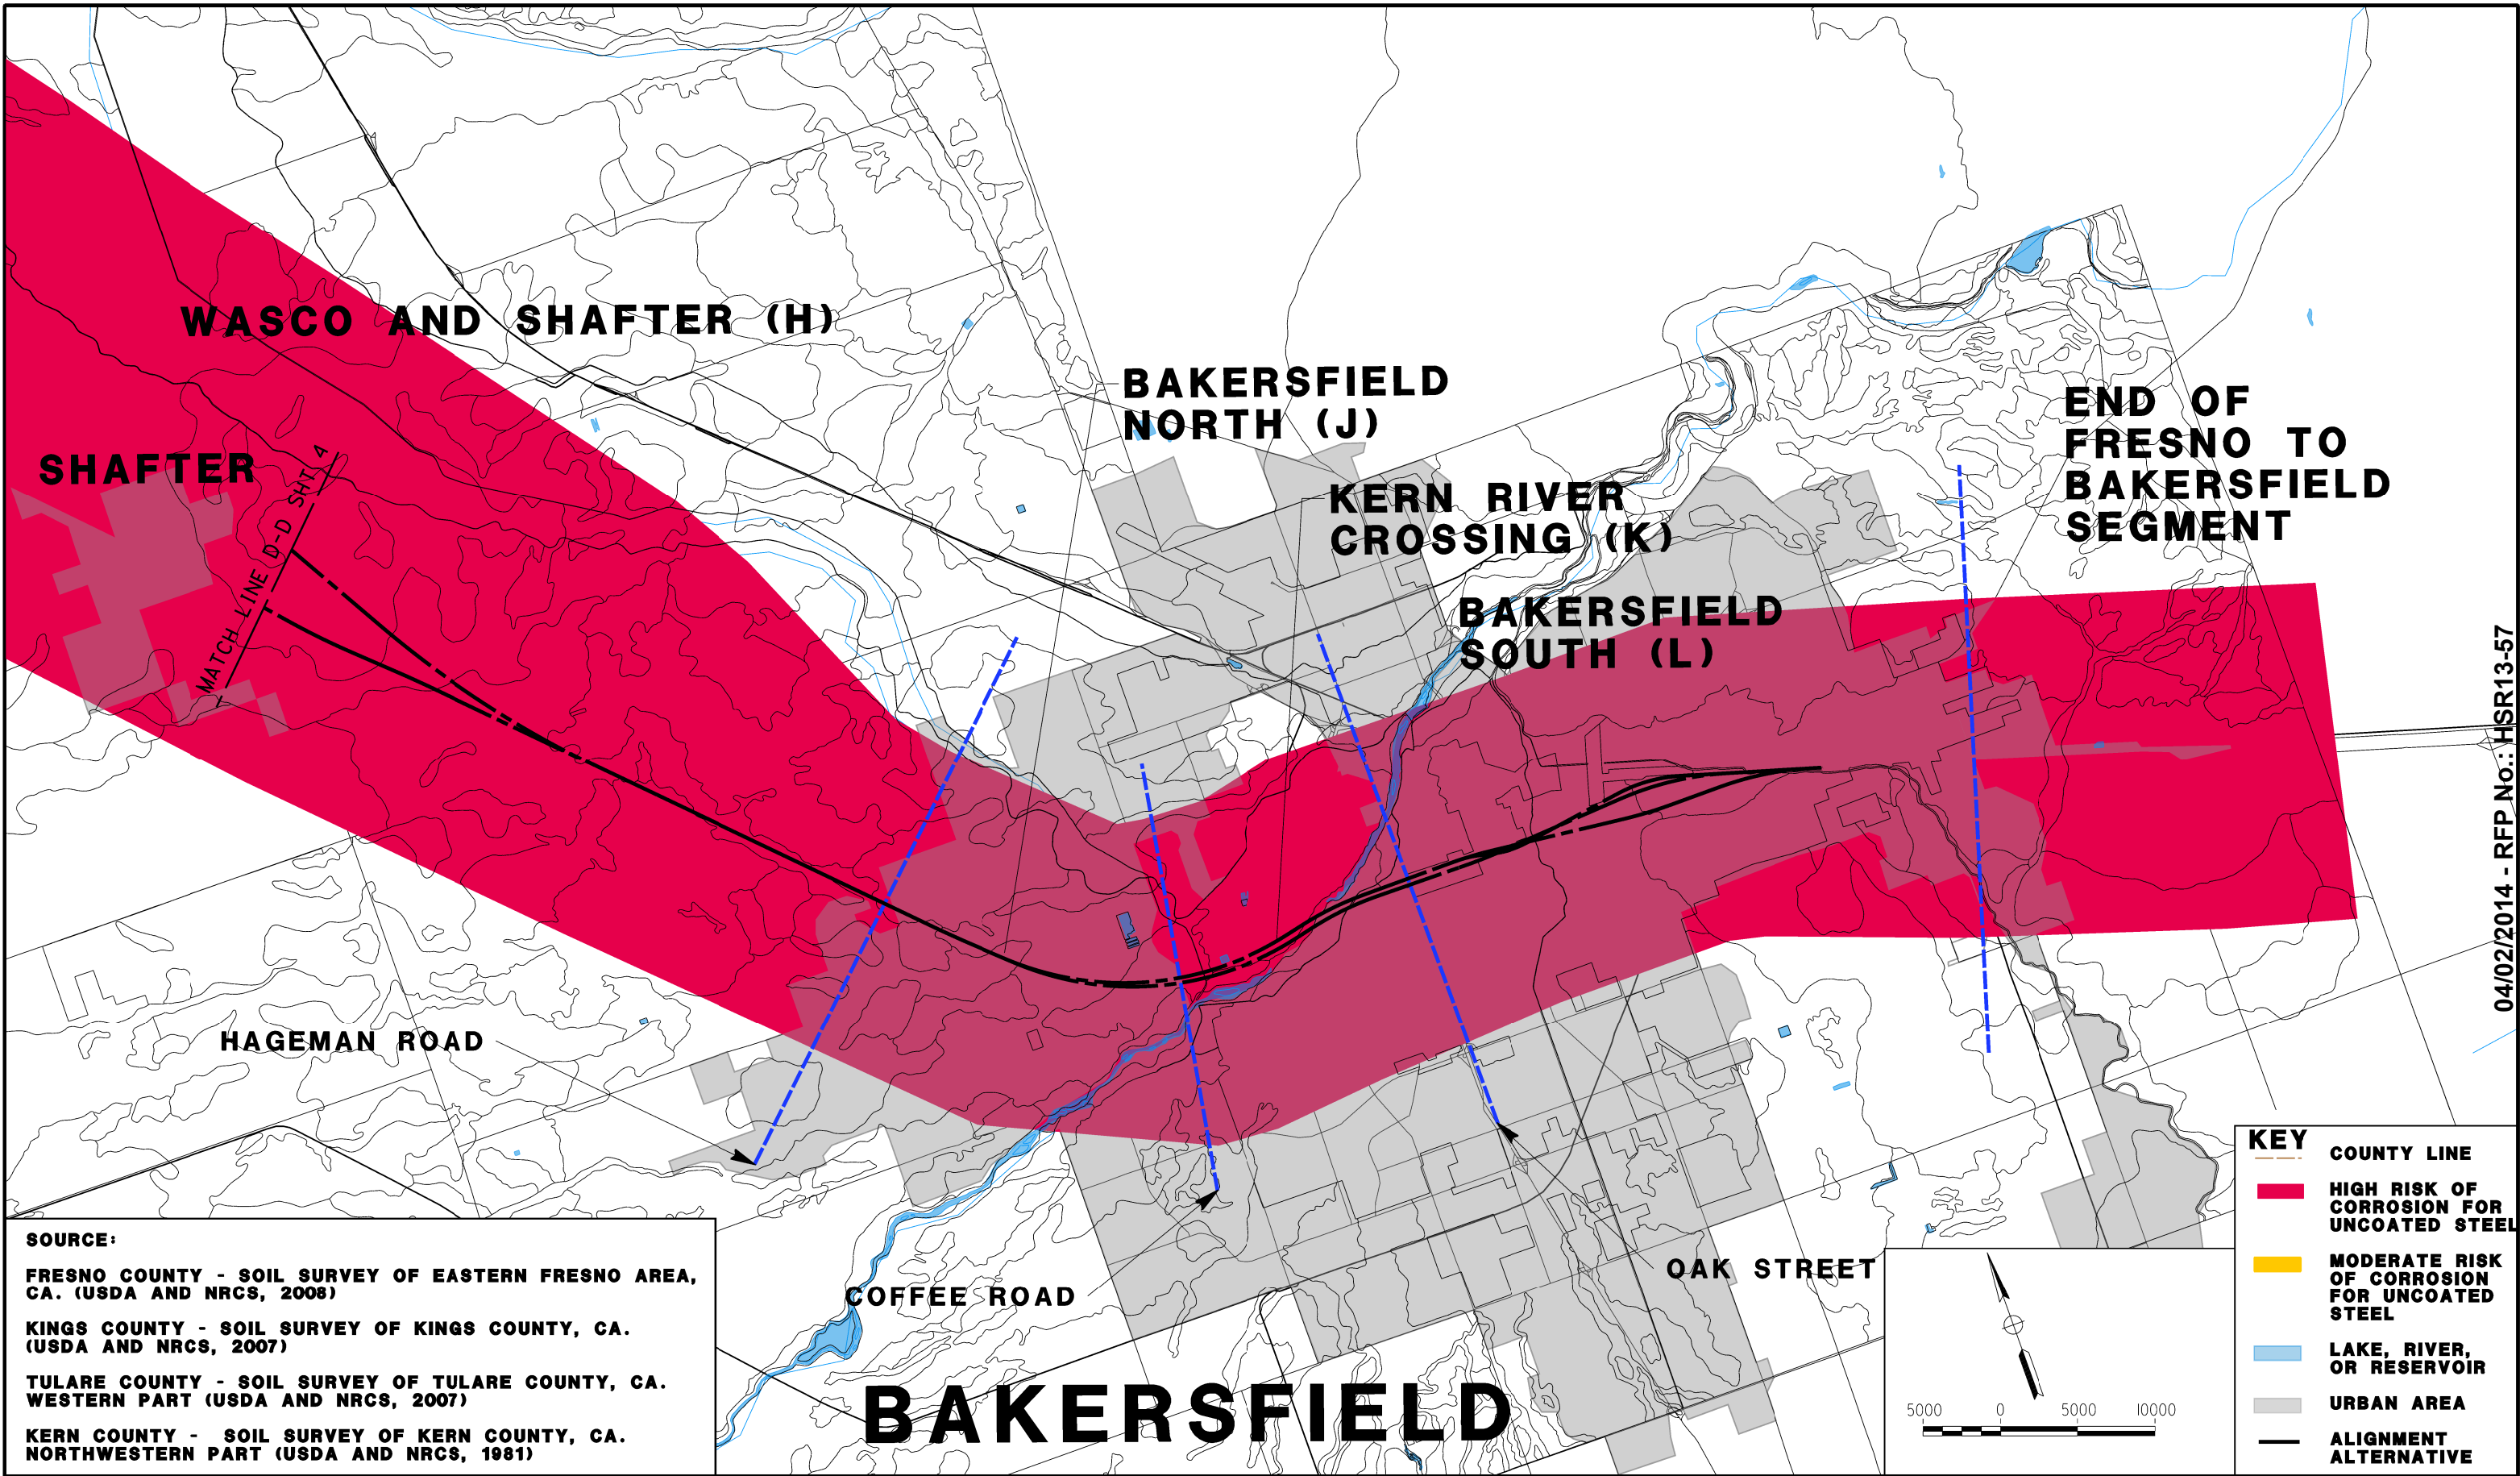 WASCO AND SHAFTER (H)
SHAFTER
MATCH LINE D-D SHT 4
BAKERSFIELD
NORTH (J)
KERN RIVER
CROSSING (K)
BAKERSFIELD
SOUTH (L)
END OF
FRESNO TO
BAKERSFIELD
SEGMENT
HAGEMAN ROAD
COFFEE ROAD
OAK STREET
BAKERSFIELD
04/02/2014 - RFP No.: HSR13-57
SOURCE:
FRESNO COUNTY - SOIL SURVEY OF EASTERN FRESNO AREA,
CA. (USDA AND NRCS, 2008)
KINGS COUNTY - SOIL SURVEY OF KINGS COUNTY, CA.
(USDA AND NRCS, 2007)
TULARE COUNTY - SOIL SURVEY OF TULARE COUNTY, CA.
WESTERN PART (USDA AND NRCS, 2007)
KERN COUNTY - SOIL SURVEY OF KERN COUNTY, CA.
NORTHWESTERN PART (USDA AND NRCS, 1981)
5000 0 5000 10000
KEY
COUNTY LINE
HIGH RISK OF
CORROSION FOR
UNCOATED STEEL
MODERATE RISK
OF CORROSION
FOR UNCOATED
STEEL
LAKE, RIVER,
OR RESERVOIR
URBAN AREA
ALIGNMENT
ALTERNATIVE